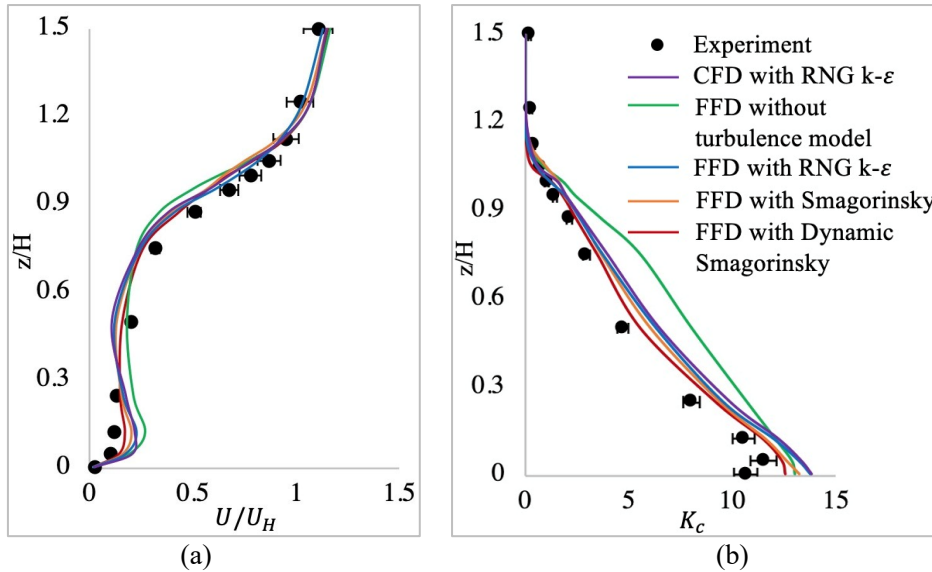 1.5
1.2
0.9
0.6
0.3
0
z/H
0
0.5
1
1.5
U/U_H
(a)
1.5
1.2
0.9
0.6
0.3
0
z/H
0
5
10
15
K_c
Experiment
CFD with RNG k-ε
FFD without
turbulence model
FFD with RNG k-ε
FFD with Smagorinsky
FFD with Dynamic
Smagorinsky
(b)